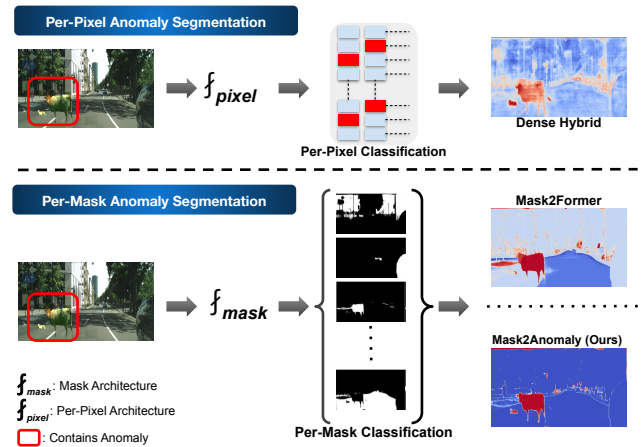 Per-Pixel Anomaly Segmentation
f pixel
Per-Pixel Classification
Dense Hybrid
Per-Mask Anomaly Segmentation
f mask
Per-Mask Classification
Mask2Former
Mask2Anomaly (Ours)
f mask : Mask Architecture
f pixel : Per-Pixel Architecture
: Contains Anomaly